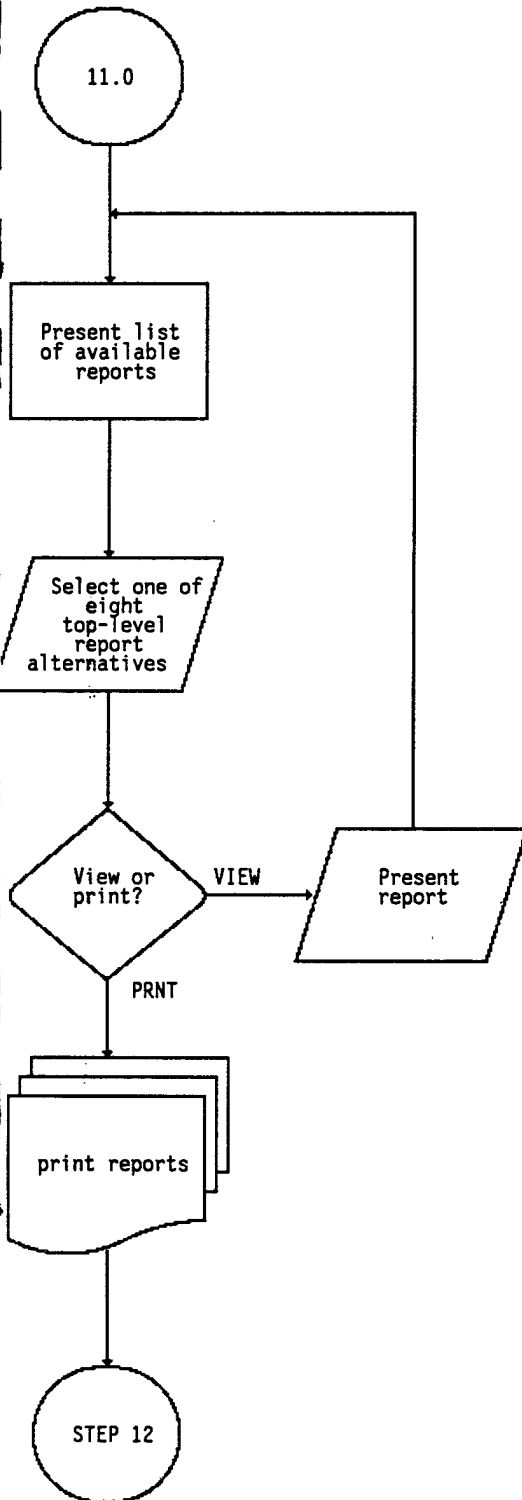 11.0
Present list
of available
reports
Select one of
eight
top-level
report
alternatives
View or
print?
VIEW
Present
report
PRNT
print reports
STEP 12